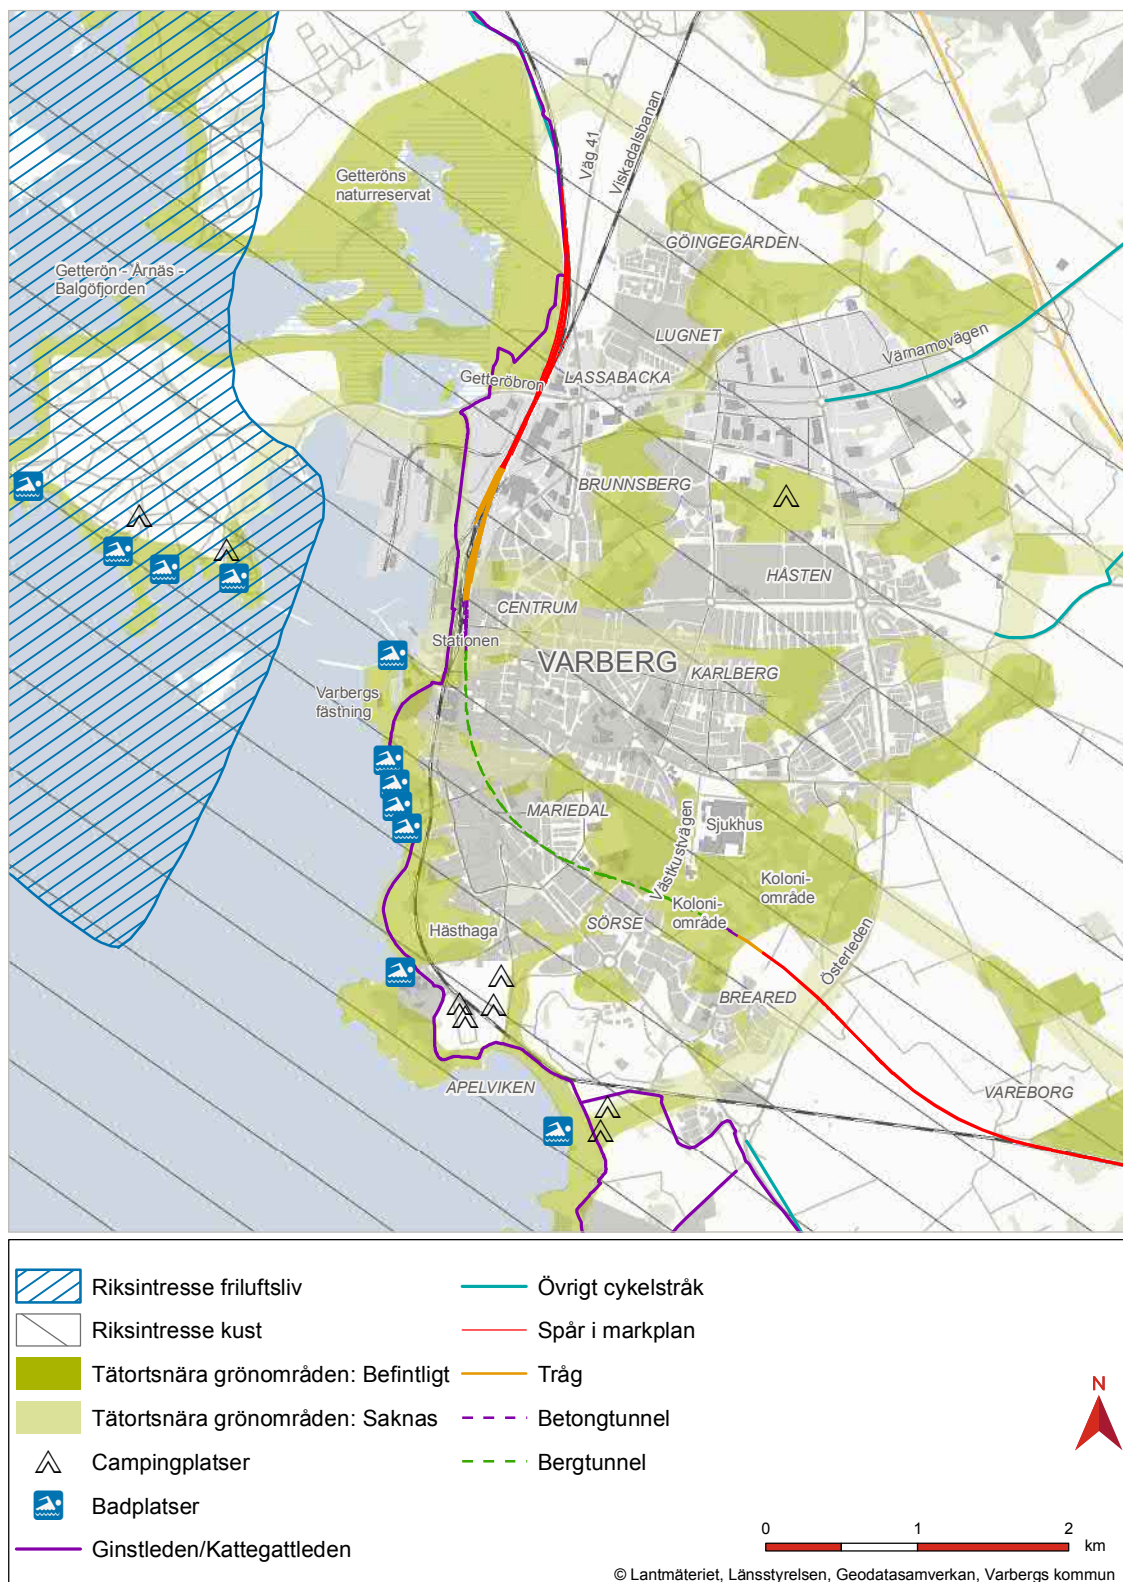 Väg 41
Viskadalsbanan
Getteröns
naturreservat
GÖINGEGÅRDEN
Getterön - Årnäs -
Balgöfjorden
LUGNET
Värnamovägen
Getteröbron
LASSABACKA
BRUNNSBERG
HÅSTEN
CENTRUM
Stationen
VARBERG
KARLBERG
Varbergs
fästning
MARIEDAL
Västkustvägen
Sjukhus
Koloni-
område
Koloni-
område
SÖRSE
Hästhaga
Österleden
BREARED
APELVIKEN
VAREBORG
Riksintresse friluftsliv
Riksintresse kust
Tätortsnära grönområden: Befintligt
Tätortsnära grönområden: Saknas
Campingplatser
Badplatser
Ginstleden/Kattegattleden
Övrigt cykelstråk
Spår i markplan
Tråg
Betongtunnel
Bergtunnel
N
0 1 2
km
© Lantmäteriet, Länsstyrelsen, Geodatasamverkan, Varbergs kommun